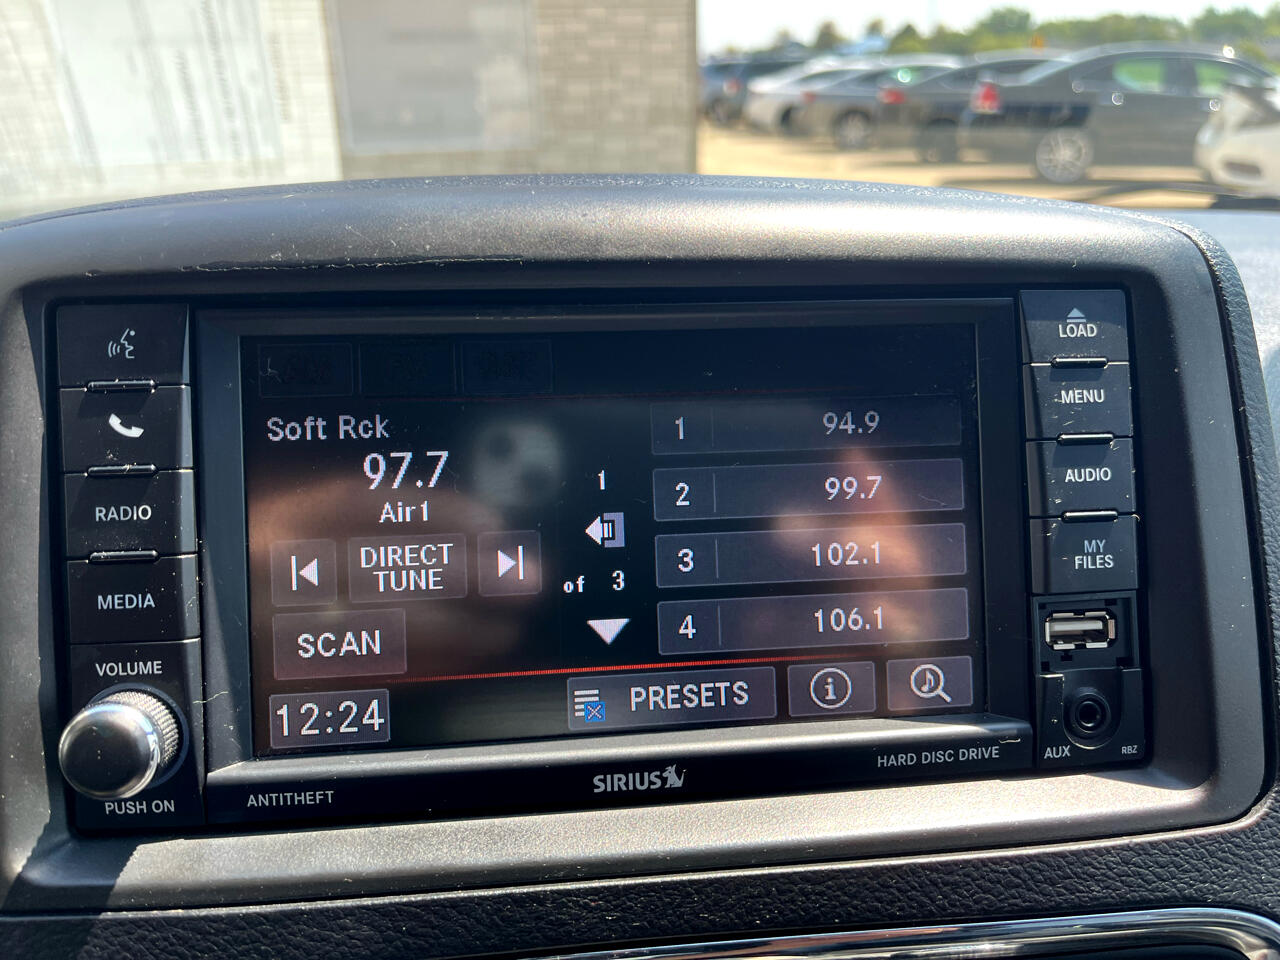 RADIO
MEDIA
VOLUME
PUSH ON
Soft Rck
97.7
Air1
DIRECT
TUNE
SCAN
12:24
1
of 3
1 94.9
2 99.7
3 102.1
4 106.1
PRESETS
i
LOAD
MENU
AUDIO
MY
FILES
AUX
RBZ
ANTITHEFT
SIRIUS
HARD DISC DRIVE